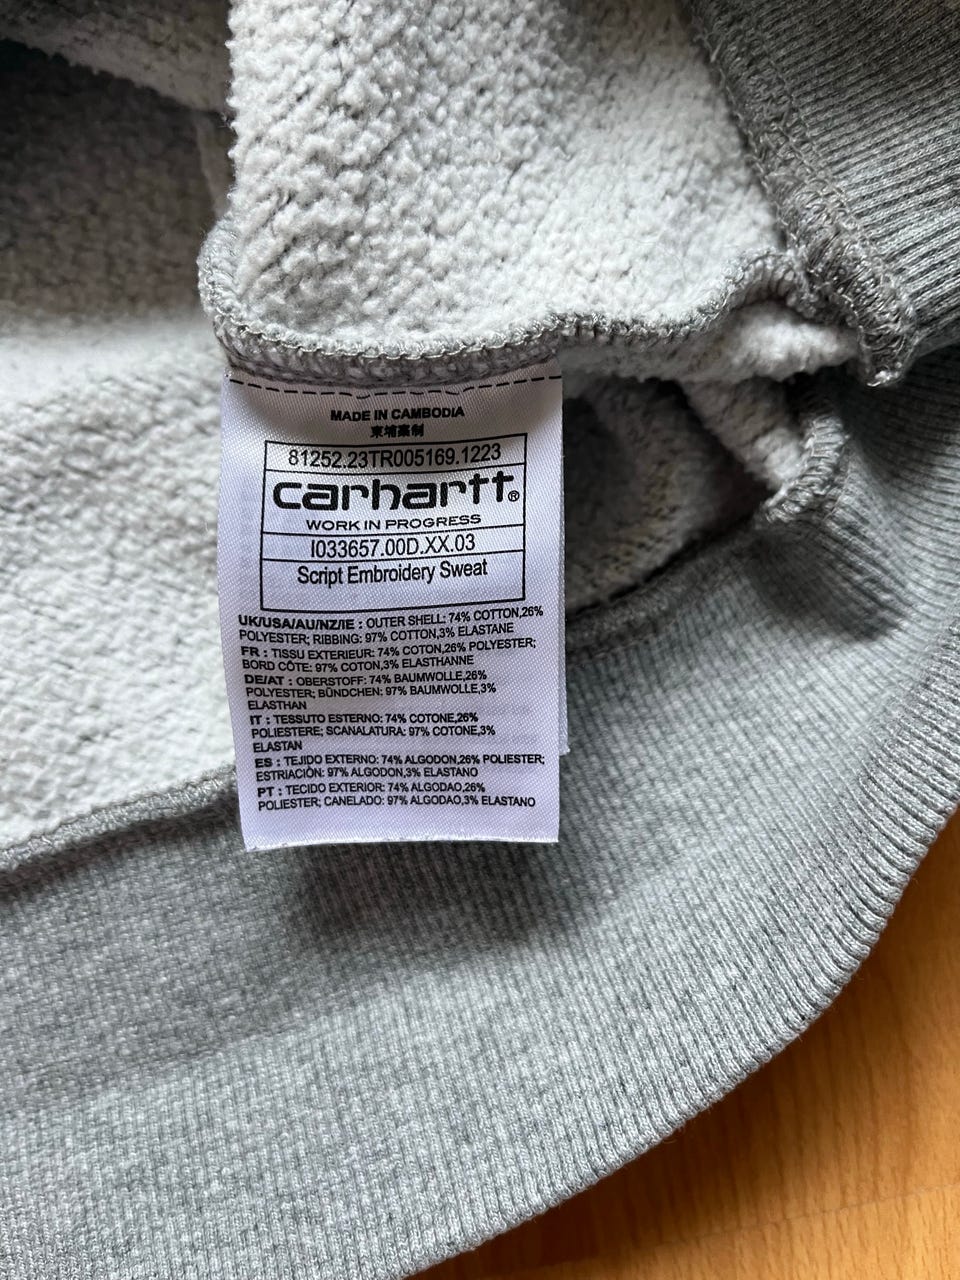 MADE IN CAMBODIA
柬埔寨制
81252.23TR005169.1223
carhartt®
WORK IN PROGRESS
I033657.00D.XX.03
Script Embroidery Sweat
UK/USA/AU/NZ/IE : OUTER SHELL: 74% COTTON,26%
POLYESTER; RIBBING: 97% COTTON,3% ELASTANE
FR : TISSU EXTERIEUR: 74% COTON,26% POLYESTER;
BORD CÔTE: 97% COTON,3% ELASTHANNE
DE/AT : OBERSTOFF: 74% BAUMWOLLE,26%
POLYESTER; BÜNDCHEN: 97% BAUMWOLLE,3%
ELASTHAN
IT : TESSUTO ESTERNO: 74% COTONE,26%
POLIESTERE; SCANALATURA: 97% COTONE,3%
ELASTAN
ES : TEJIDO EXTERNO: 74% ALGODON,26% POLIESTER;
ESTRIACIÓN: 97% ALGODON,3% ELASTANO
PT : TECIDO EXTERIOR: 74% ALGODAO,26%
POLIESTER; CANELADO: 97% ALGODAO,3% ELASTANO